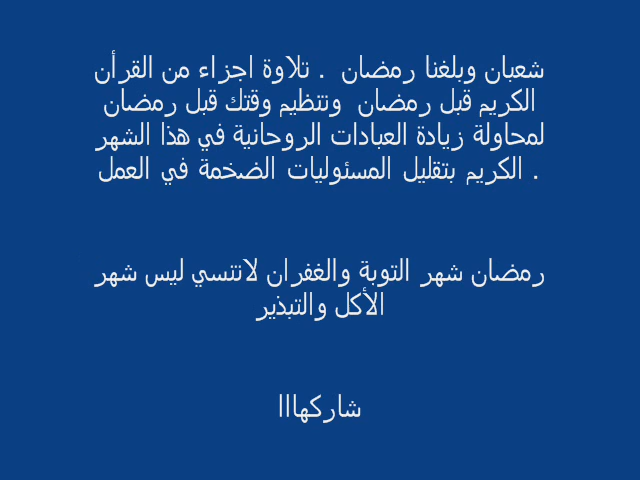 شعبان وبلغنا رمضان . تلاوة اجزاء من القرأن
الكريم قبل رمضان وتنظيم وقتك قبل رمضان
لمحاولة زيادة العبادات الروحانية في هذا الشهر
الكريم بتقليل المسئوليات الضخمة في العمل .
رمضان شهر التوبة والغفران لاتنسي ليس شهر
الأكل والتبذير
شاركهااا